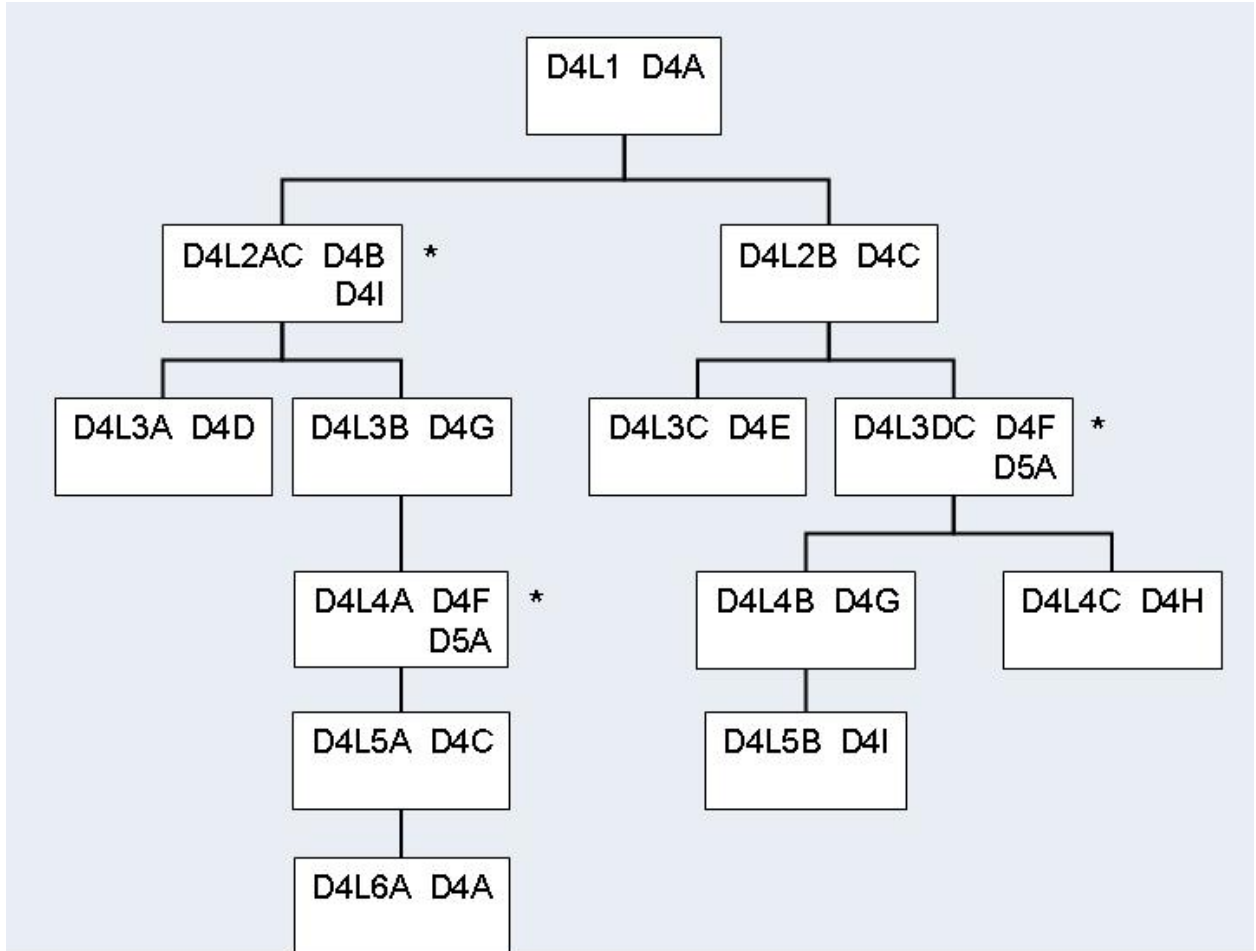 D4L1 D4A
D4L2AC D4B *
D4I
D4L2B D4C
D4L3A D4D
D4L3B D4G
D4L3C D4E
D4L3DC D4F *
D5A
D4L4A D4F *
D5A
D4L4B D4G
D4L4C D4H
D4L5A D4C
D4L5B D4I
D4L6A D4A